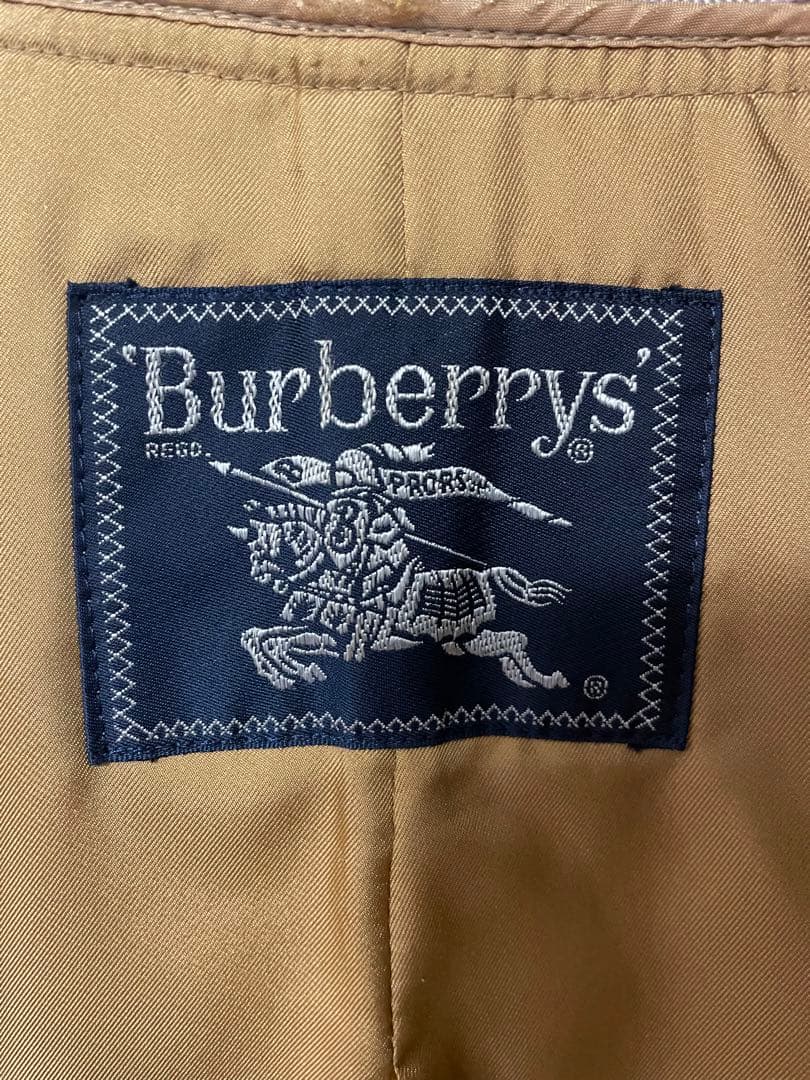 'Burberrys'®
REGD.
PRORSUM
B
®